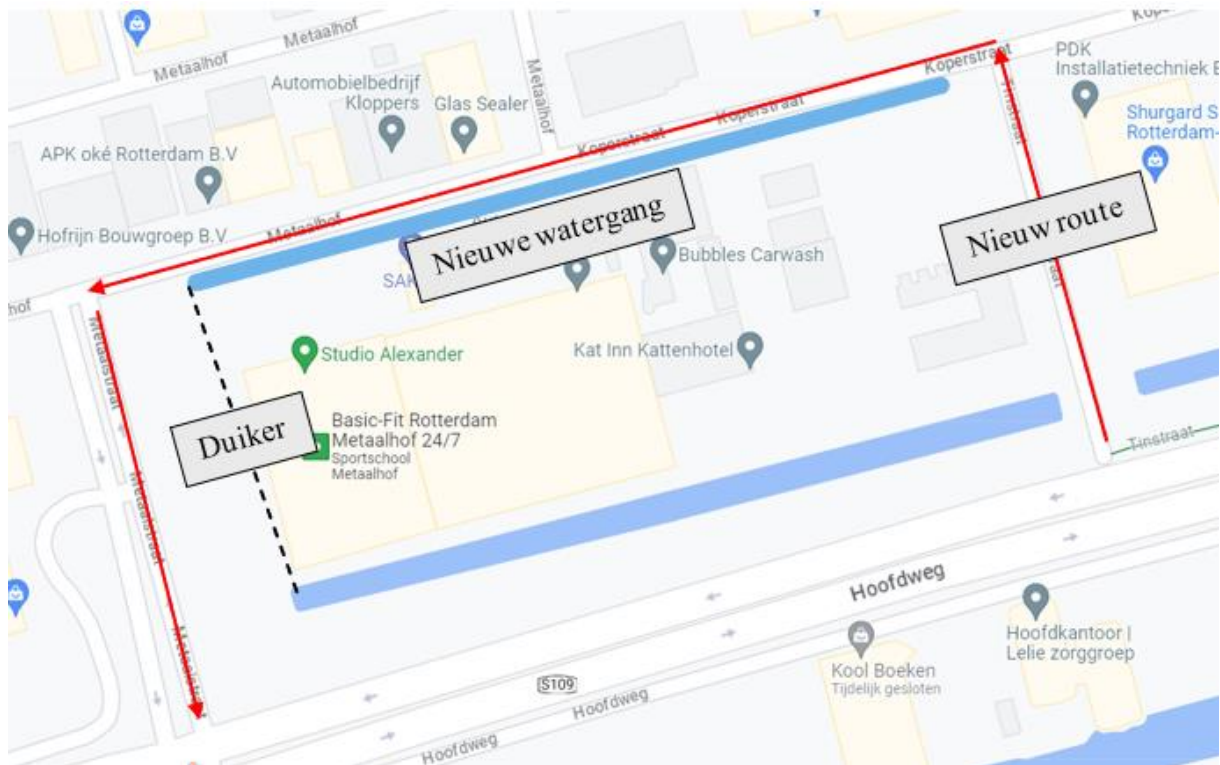 Metaalhof
Metaalhof
Metaalhof
Automobielbedrijf
Kloppers
Glas Sealer
APK oké Rotterdam B.V
Hofrijn Bouwgroep B.V.
Metaalhof
Koperstraat
Koperstraat
Koperstraat
Tinstraat
PDK
Installatietechniek B
Shurgard S
Rotterdam-
Nieuwe watergang
Nieuw route
Bubbles Carwash
Studio Alexander
Kat Inn Kattenhotel
Basic-Fit Rotterdam
Metaalhof 24/7
Sportschool
Metaalhof
Duiker
Metaalstraat
Metaalstraat
Metaalstraat
Tinstraat
Hoofdweg
Hoofdkantoor |
Lelie zorggroep
Kool Boeken
Tijdelijk gesloten
S109
Hoofdweg
Hoofdweg